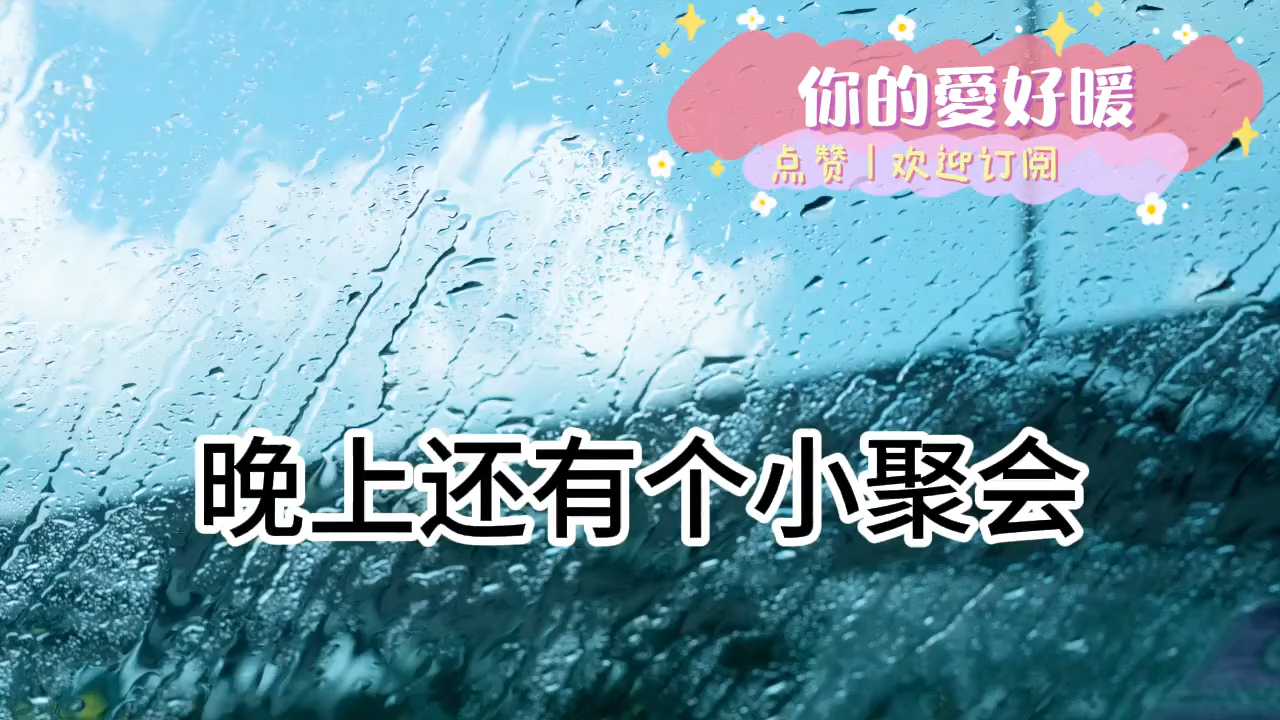 你的愛好暖
点赞 | 欢迎订阅
晚上还有个小聚会